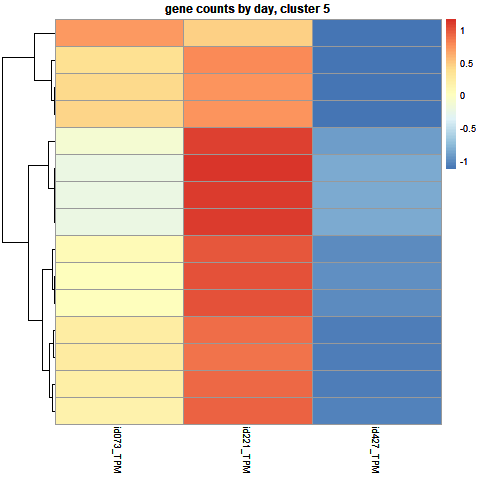 gene counts by day, cluster 5
1
0.5
0
-0.5
-1
id073_TPM
id221_TPM
id427_TPM